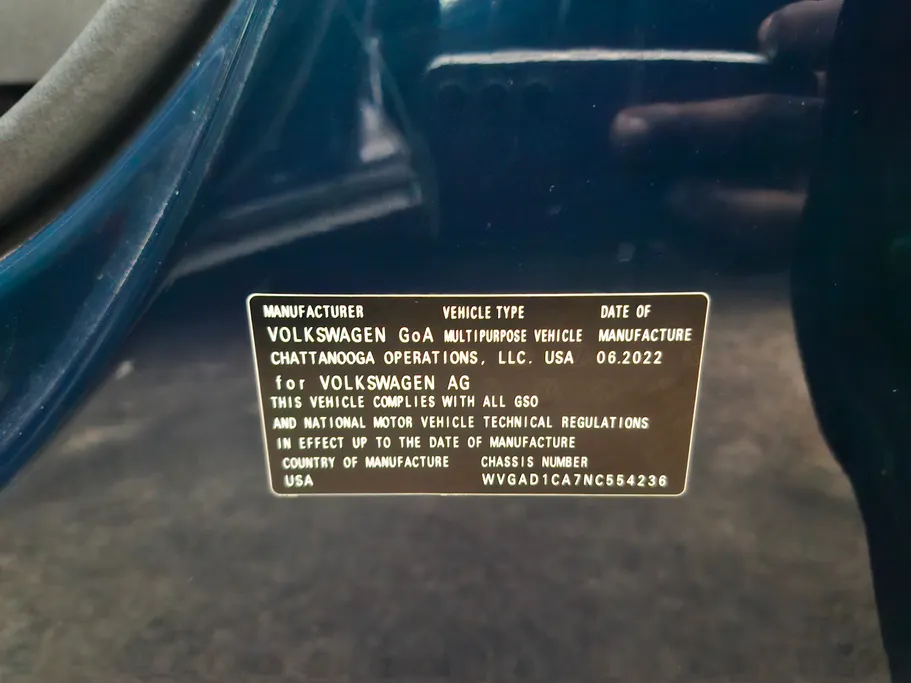 MANUFACTURER VEHICLE TYPE DATE OF
VOLKSWAGEN GoA MULTIPURPOSE VEHICLE MANUFACTURE
CHATTANOOGA OPERATIONS, LLC. USA 06.2022
for VOLKSWAGEN AG
THIS VEHICLE COMPLIES WITH ALL GSO
AND NATIONAL MOTOR VEHICLE TECHNICAL REGULATIONS
IN EFFECT UP TO THE DATE OF MANUFACTURE
COUNTRY OF MANUFACTURE CHASSIS NUMBER
USA WVGAD1CA7NC554236